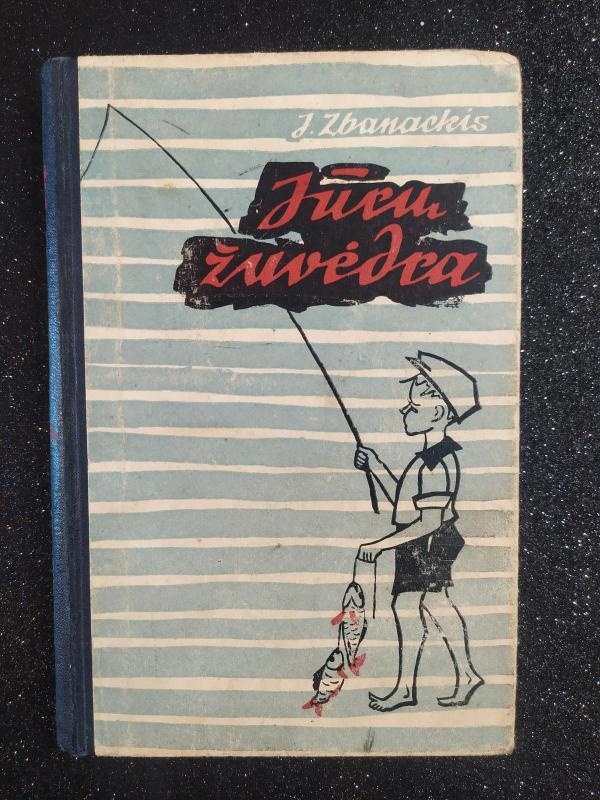 J. Zbanackis
Jūrų
žuvėdra